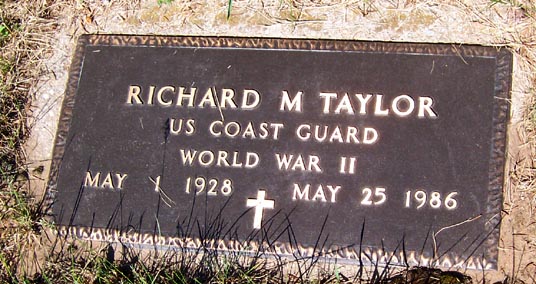 RICHARD M TAYLOR
US COAST GUARD
WORLD WAR II
MAY 1 1928 MAY 25 1986